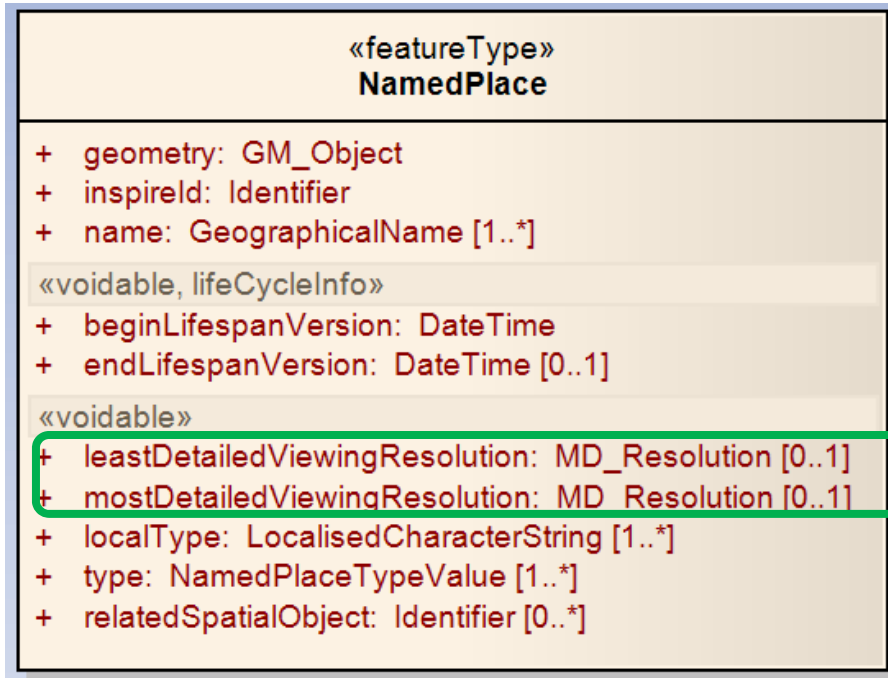 «featureType»
NamedPlace
+ geometry: GM_Object
+ inspireId: Identifier
+ name: GeographicalName [1..*]
«voidable, lifeCycleInfo»
+ beginLifespanVersion: DateTime
+ endLifespanVersion: DateTime [0..1]
«voidable»
+ leastDetailedViewingResolution: MD_Resolution [0..1]
+ mostDetailedViewingResolution: MD_Resolution [0..1]
+ localType: LocalisedCharacterString [1..*]
+ type: NamedPlaceTypeValue [1..*]
+ relatedSpatialObject: Identifier [0..*]